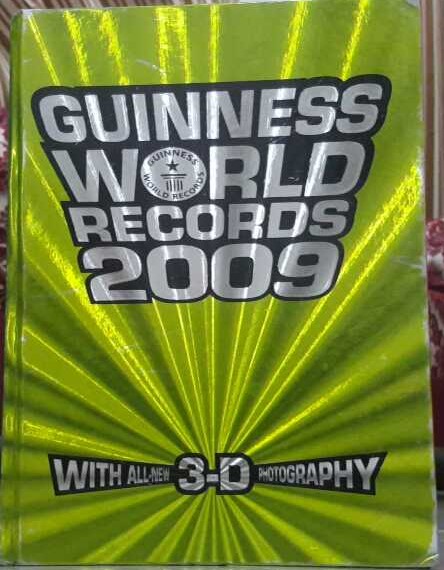 GUINNESS
WORLD
GUINNESS
WORLD RECORDS
RECORDS
2009
WITH ALL-NEW 3-D PHOTOGRAPHY